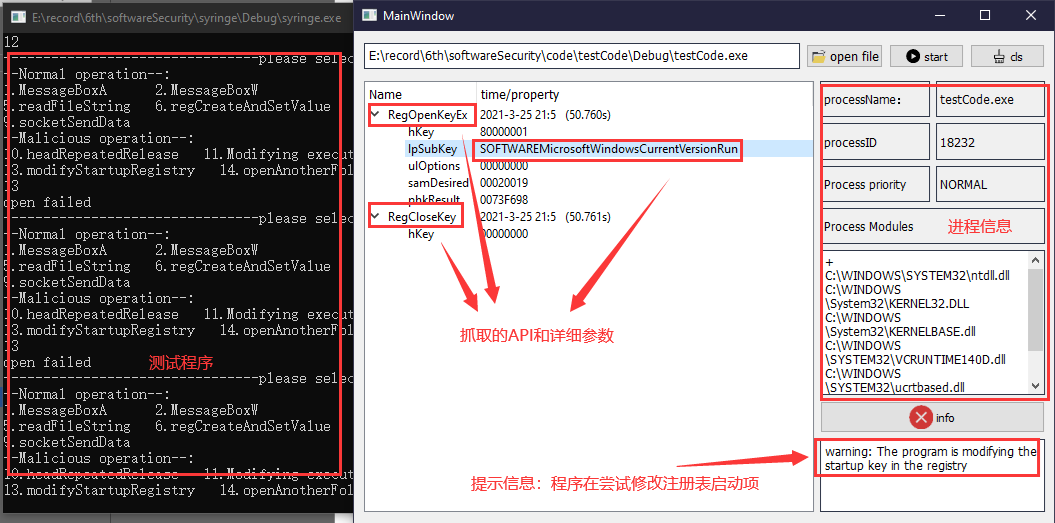 E:\record\6th\softwareSecurity\syringe\Debug\syringe.exe
12
please selec
--Normal operation--:
1.MessageBoxA 2.MessageBoxW
5.readFileString 6.regCreateAndSetValue
9.socketSendData
--Malicious operation--:
10.headRepeatedRelease 11.Modifying execut
13.modifyStartupRegistry 14.openAnotherFol
13
open failed
please selec
--Normal operation--:
1.MessageBoxA 2.MessageBoxW
5.readFileString 6.regCreateAndSetValue
9.socketSendData
--Malicious operation--:
10.headRepeatedRelease 11.Modifying execut
13.modifyStartupRegistry 14.openAnotherFol
13
open failed
测试程序
please selec
--Normal operation--:
1.MessageBoxA 2.MessageBoxW
5.readFileString 6.regCreateAndSetValue
9.socketSendData
--Malicious operation--:
10.headRepeatedRelease 11.Modifying execut
13.modifyStartupRegistry 14.openAnotherFol
MainWindow
E:\record\6th\softwareSecurity\code\testCode\Debug\testCode.exe
open file
start
cls
Name time/property
RegOpenKeyEx 2021-3-25 21:5 (50.760s)
hKey 80000001
lpSubKey SOFTWAREMicrosoftWindowsCurrentVersionRun
ulOptions 00000000
samDesired 00020019
phkResult 0073F698
RegCloseKey 2021-3-25 21:5 (50.761s)
hKey 00000000
抓取的API和详细参数
提示信息：程序在尝试修改注册表启动项
processName: testCode.exe
processID 18232
Process priority NORMAL
Process Modules
进程信息
+
C:\WINDOWS\SYSTEM32\ntdll.dll
C:\WINDOWS
\System32\KERNEL32.DLL
C:\WINDOWS
\System32\KERNELBASE.dll
C:\WINDOWS
\SYSTEM32\VCRUNTIME140D.dll
C:\WINDOWS
\SYSTEM32\ucrtbased.dll
info
warning: The program is modifying the
startup key in the registry